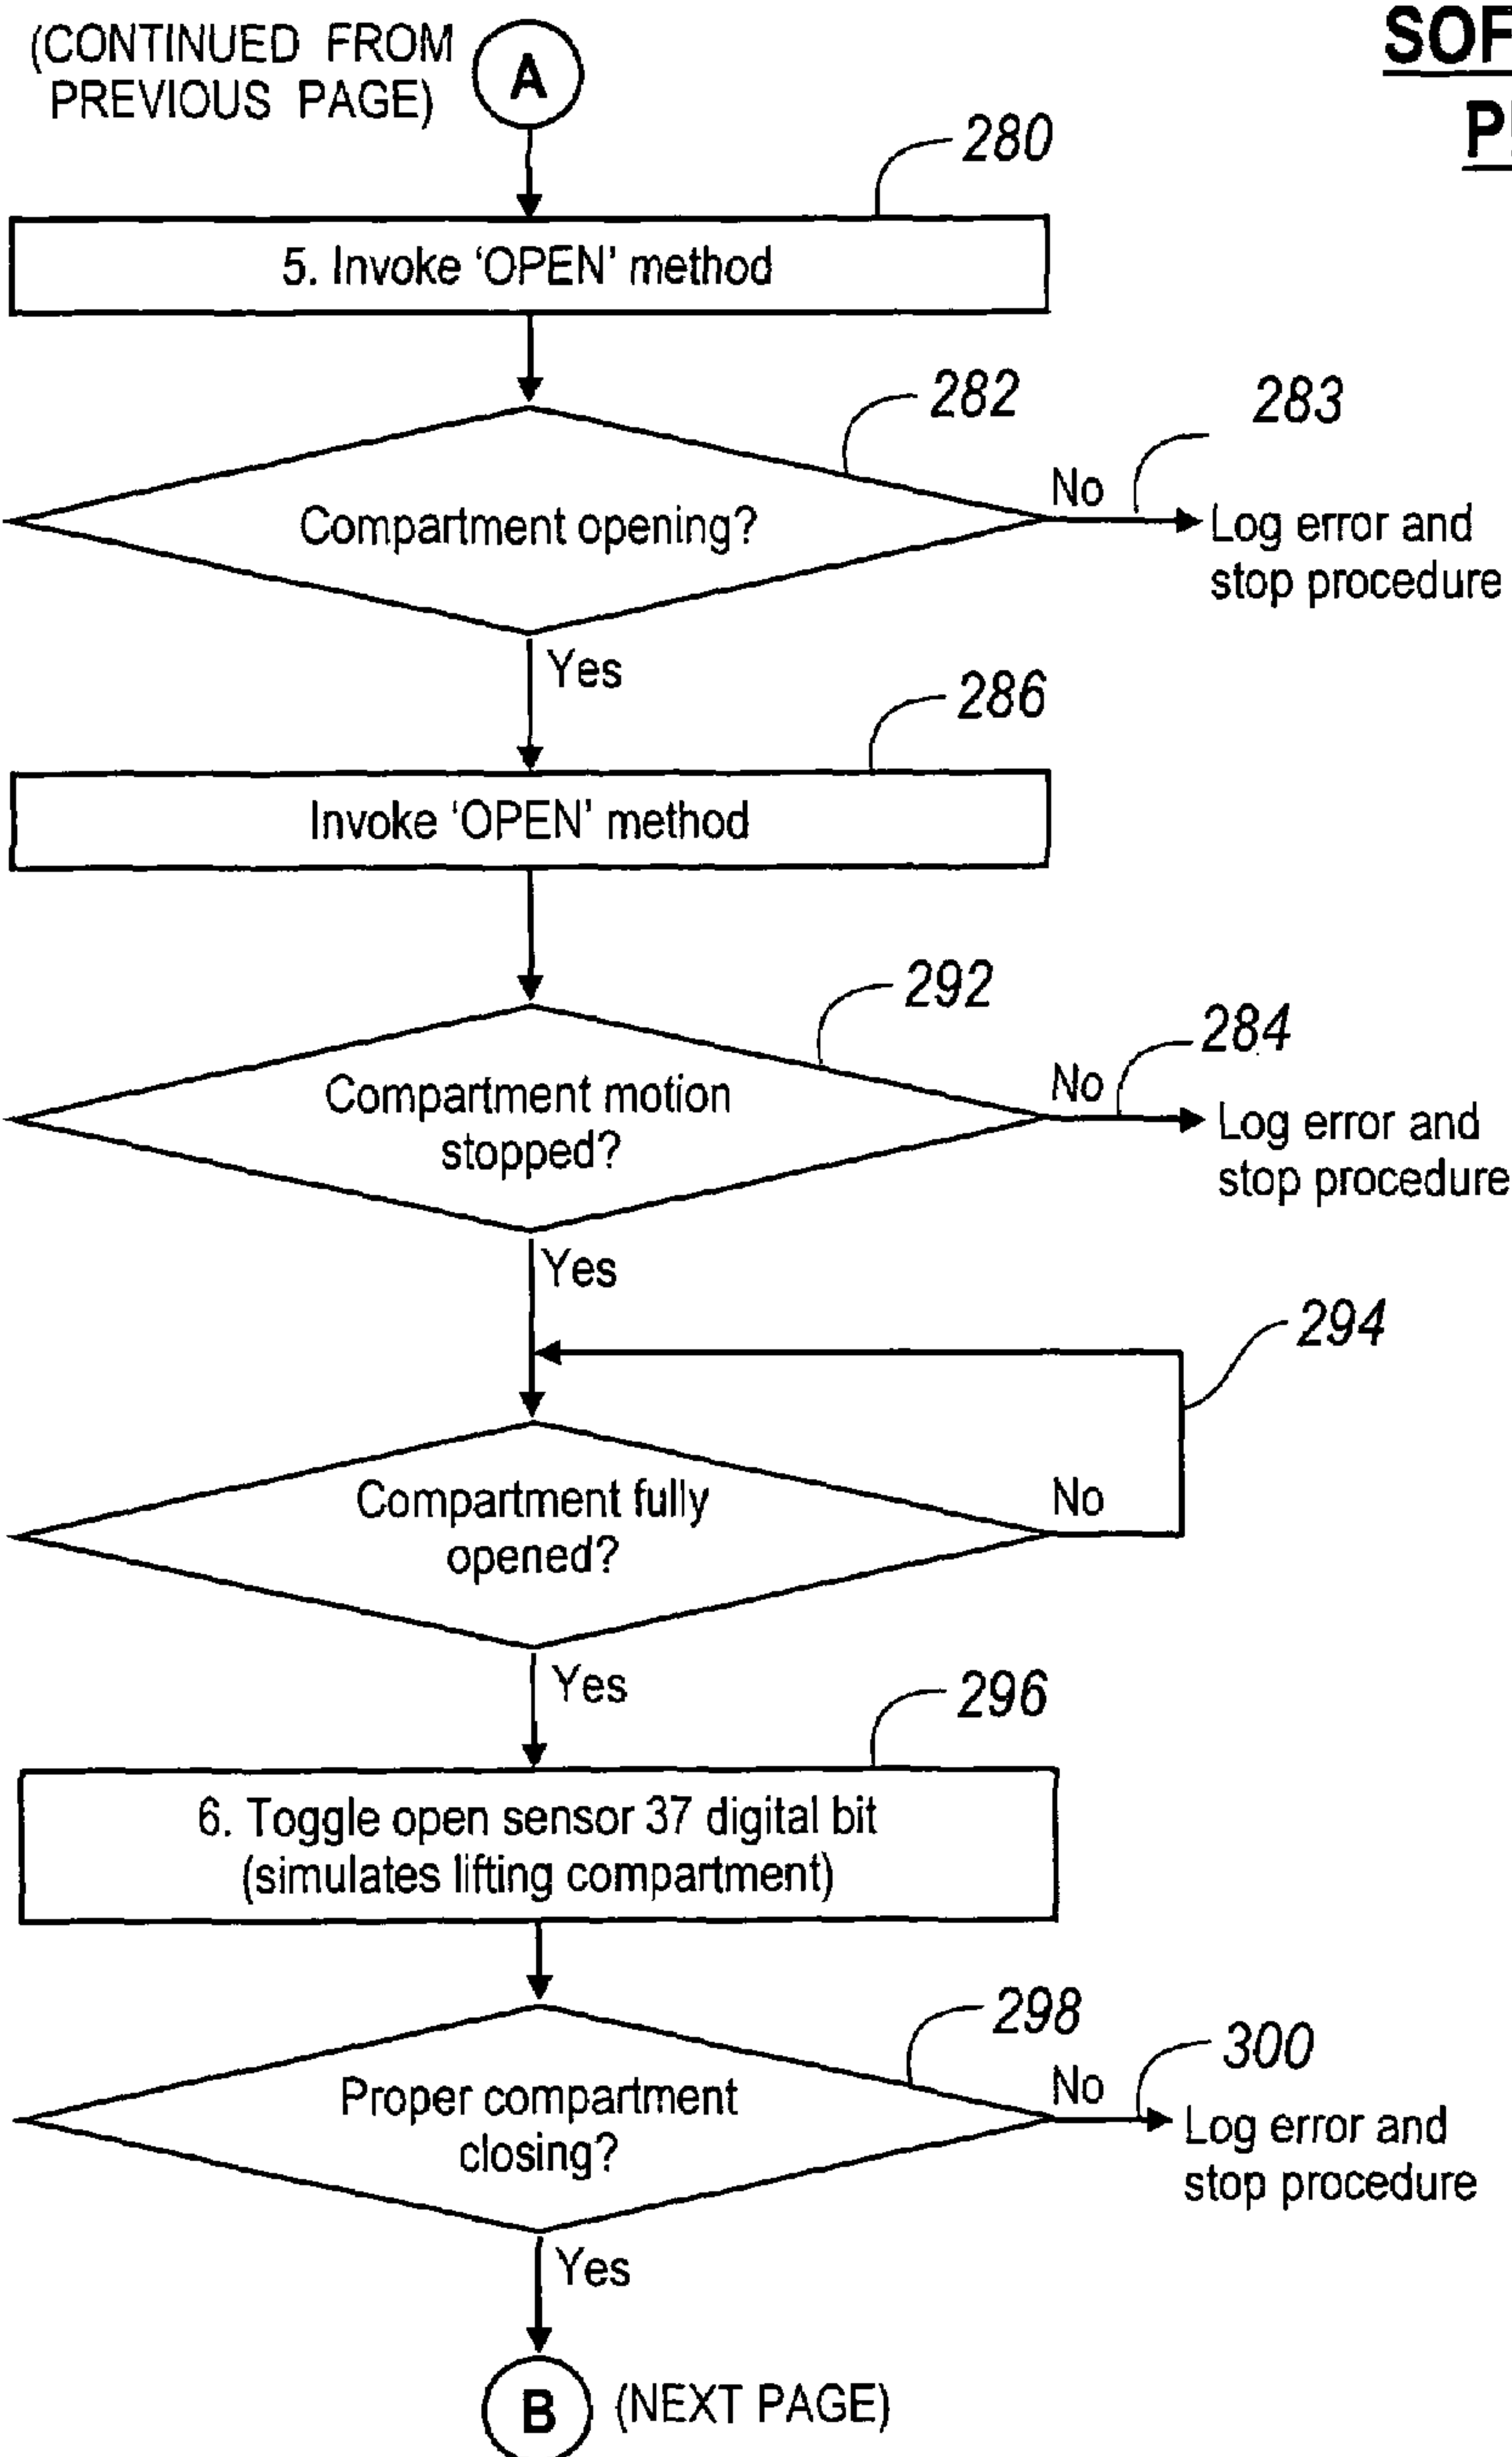 (CONTINUED FROM
PREVIOUS PAGE)
A
SOF
280
5. Invoke ‘OPEN’ method
282
283
Compartment opening?
No
Log error and
stop procedure
Yes
286
Invoke ‘OPEN’ method
292
284
Compartment motion
stopped?
No
Log error and
stop procedure
Yes
294
Compartment fully
opened?
No
Yes
296
6. Toggle open sensor 37 digital bit
(simulates lifting compartment)
298
300
Proper compartment
closing?
No
Log error and
stop procedure
Yes
B
(NEXT PAGE)